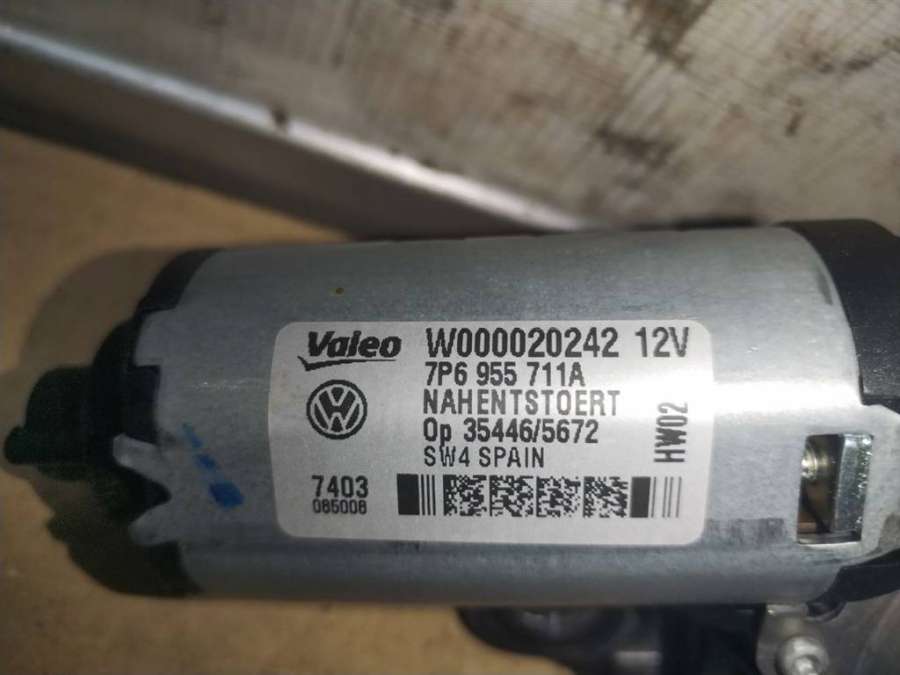 Valeo W000020242 12V
7P6 955 711A
NAHENTSTOERT
Op 35446/5672
SW4 SPAIN
HW02
7403
085008